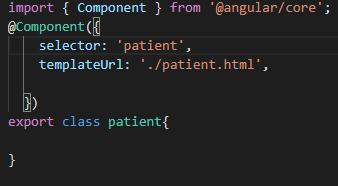 import { Component } from '@angular/core';
@Component({
    selector: 'patient',
    templateUrl: './patient.html',
  })
export class patient{
}